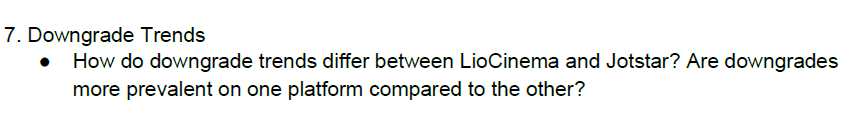 7. Downgrade Trends
● How do downgrade trends differ between LioCinema and Jotstar? Are downgrades
more prevalent on one platform compared to the other?